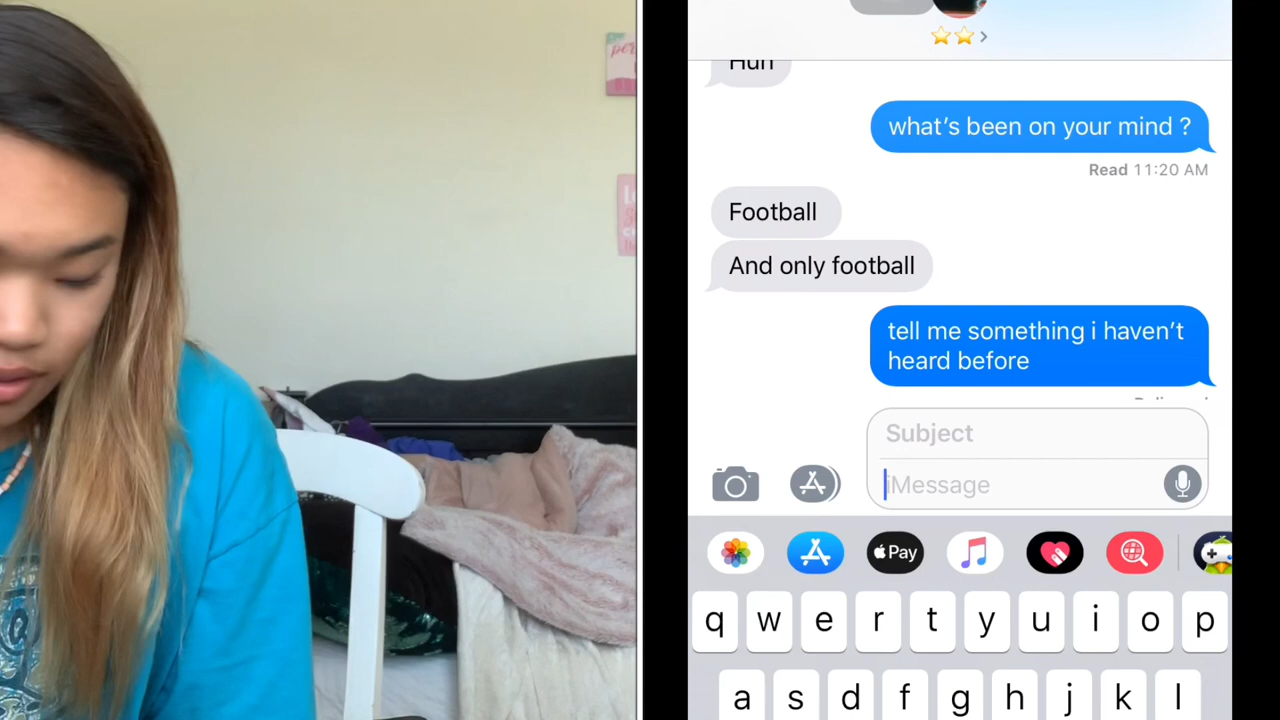 ⭐⭐ >
Huh
what's been on your mind ?
Read 11:20 AM
Football
And only football
tell me something i haven't
heard before
Subject
iMessage
Pay
q w e r t y u i o p
a s d f g h j k l